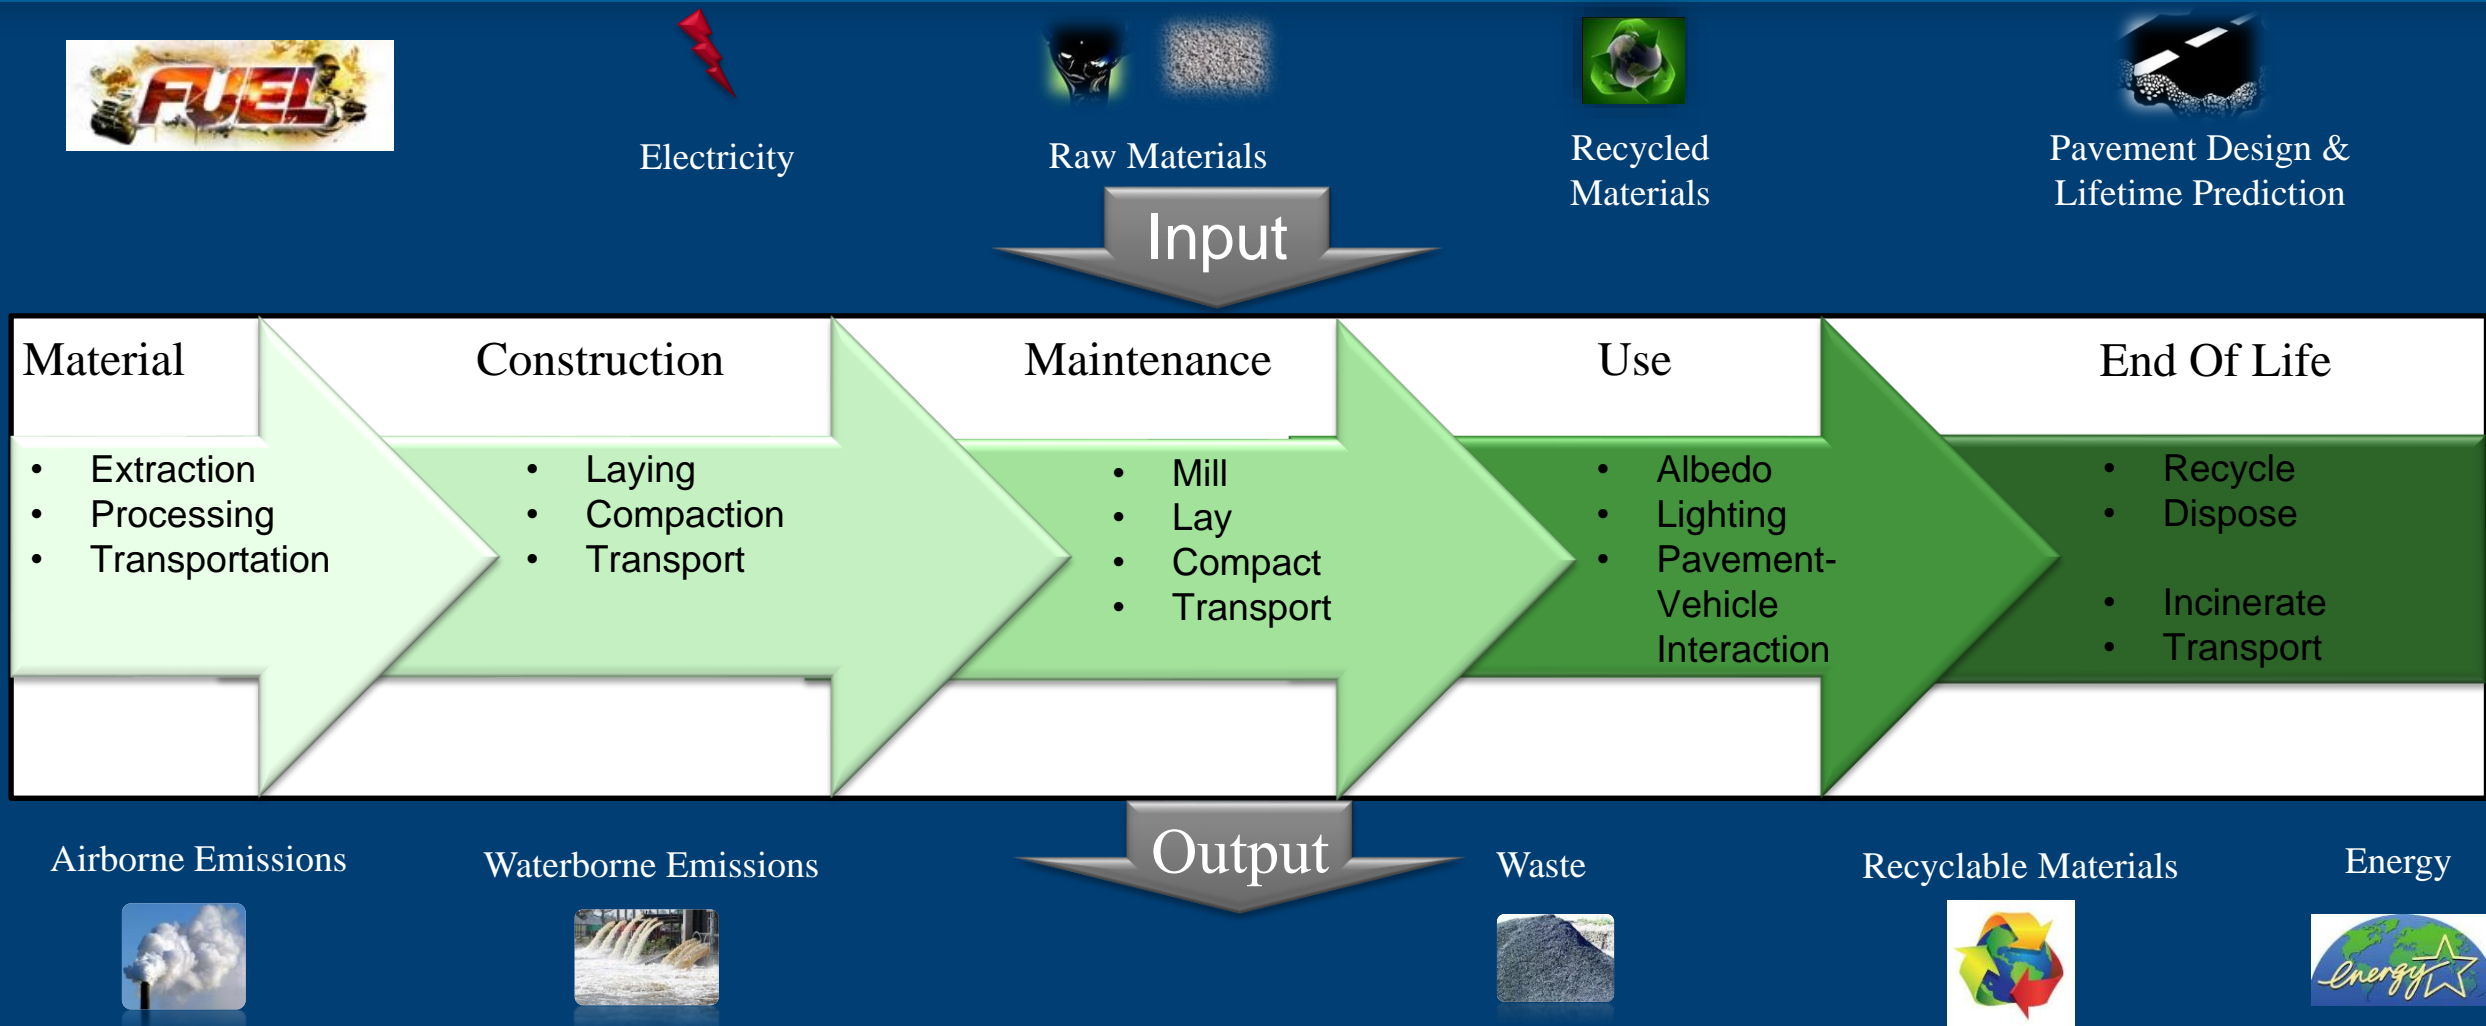 FUEL
Electricity
Raw Materials
Recycled
Materials
Pavement Design &
Lifetime Prediction
Input
Material
• Extraction
• Processing
• Transportation
Construction
• Laying
• Compaction
• Transport
Maintenance
• Mill
• Lay
• Compact
• Transport
Use
• Albedo
• Lighting
• Pavement-
Vehicle
Interaction
End Of Life
• Recycle
• Dispose
• Incinerate
• Transport
Output
Airborne Emissions
Waterborne Emissions
Waste
Recyclable Materials
Energy
energy